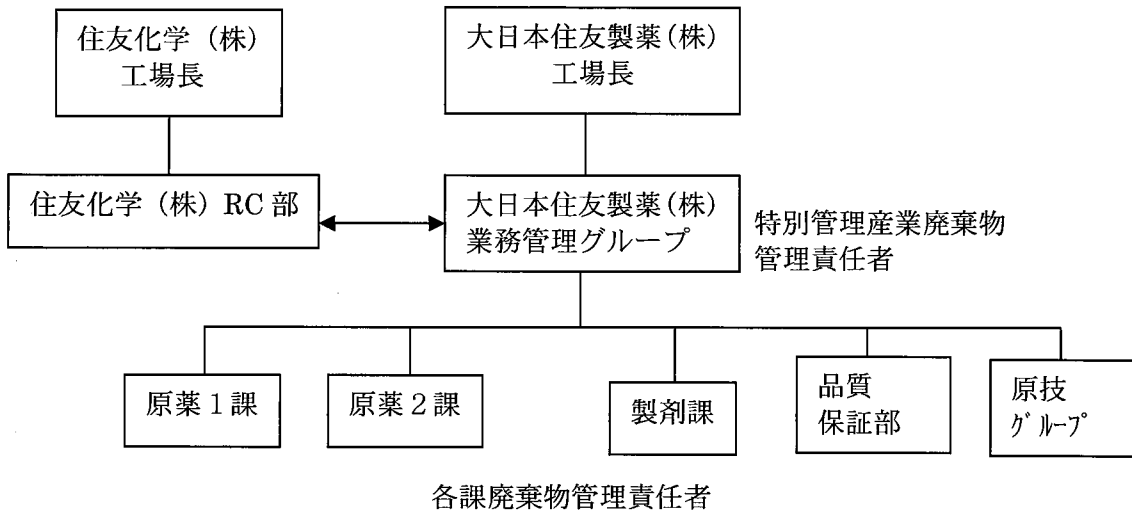 住友化学（株）
工場長
大日本住友製薬(株)
工場長
住友化学（株）RC部
大日本住友製薬(株)
業務管理グループ
特別管理産業廃棄物
管理責任者
原薬１課
原薬２課
製剤課
品質
保証部
原技
ｸﾞﾙｰﾌﾟ
各課廃棄物管理責任者